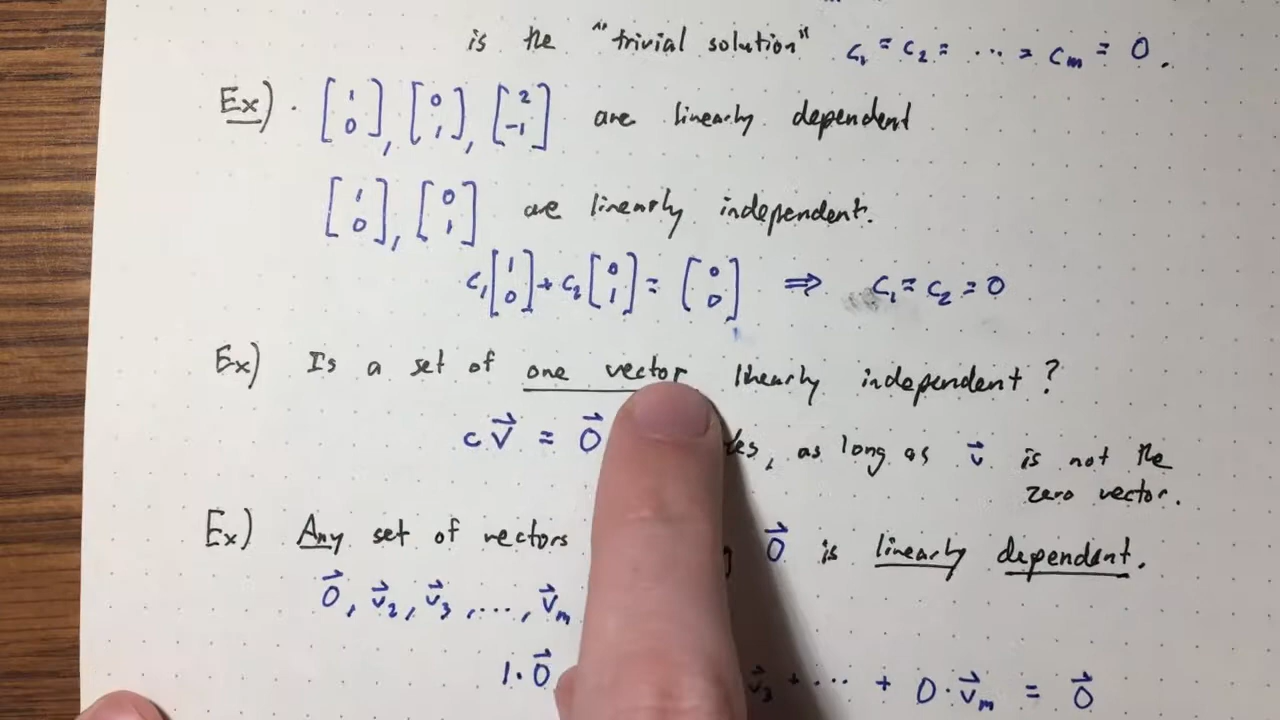 is the "trivial solution" c₁ = c₂ = ... = cₘ = 0.
Ex) · [1 0], [0 1], [2 -1] are linearly dependent
[1 0], [0 1] are linearly independent.
c₁[1 0] + c₂[0 1] = [0 0] ⇒ c₁ = c₂ = 0
Ex) Is a set of one vector linearly independent?
c v⃗ = 0⃗ as long as v⃗ is not the
zero vector.
Ex) Any set of vectors 0⃗ is linearly dependent.
0⃗, v⃗₂, v⃗₃, ..., v⃗ₘ
1·0⃗ v⃗₃ + ... + 0·v⃗ₘ = 0⃗